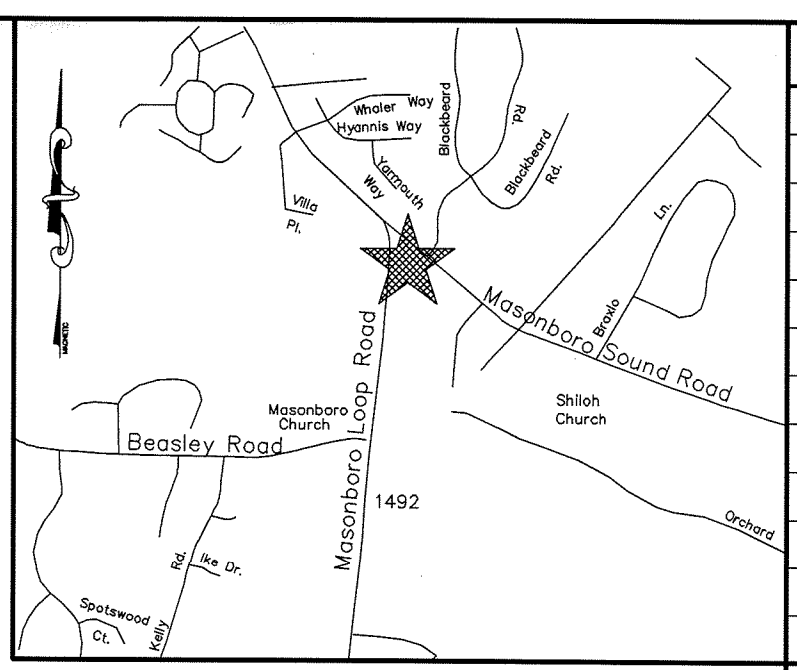 Whaler Way
Hyannis Way
Yarmouth
Way
Villa
Pl.
Blackbeard
Rd.
Blackbeard
Rd.
Ln.
Braxlo
MAGNETIC
Masonboro Sound Road
Masonboro Loop Road
Masonboro
Church
Shiloh
Church
Beasley Road
1492
Orchard
Rd.
Ike Dr.
Spotswood
Ct.
Kelly